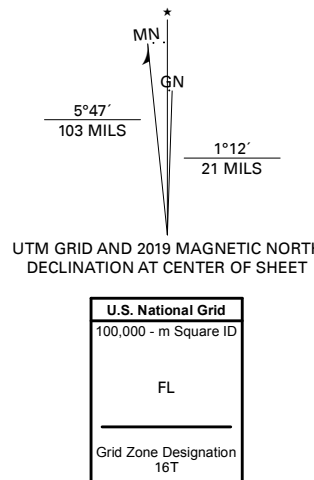 ★
MN
GN
5°47´
103 MILS
1°12´
21 MILS
UTM GRID AND 2019 MAGNETIC NORTH
DECLINATION AT CENTER OF SHEET
U.S. National Grid
100,000 - m Square ID
FL
Grid Zone Designation
16T